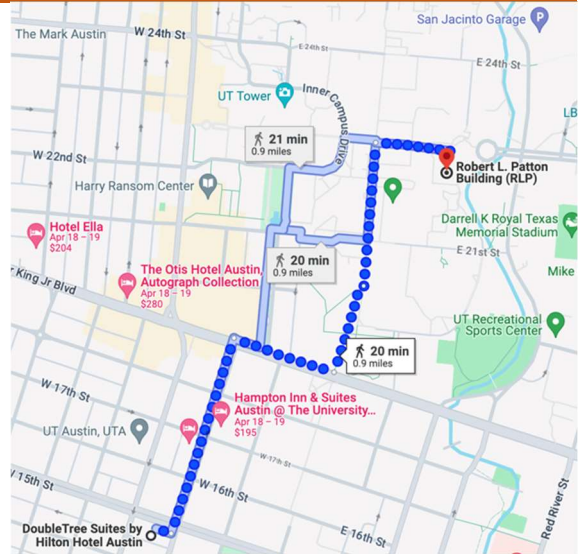 San Jacinto Garage
P
The Mark Austin
W 24th St
E 24th St
E 24th St
UT Tower
Inner Campus Drive
LB
21 min
0.9 miles
W 22nd St
Robert L. Patton
Building (RLP)
Harry Ransom Center
Darrell K Royal Texas
Memorial Stadium
Hotel Ella
Apr 18 – 19
$204
E 21st St
20 min
0.9 miles
Mike
The Otis Hotel Austin,
Autograph Collection
Apr 18 – 19
$280
r King Jr Blvd
UT Recreational
Sports Center
20 min
0.9 miles
W 17th St
Hampton Inn & Suites
Austin @ The University...
Apr 18 – 19
$195
UT Austin, UTA
W 17th St
W 15th St
W 16th St
Red River St
DoubleTree Suites by
Hilton Hotel Austin
E 16th St